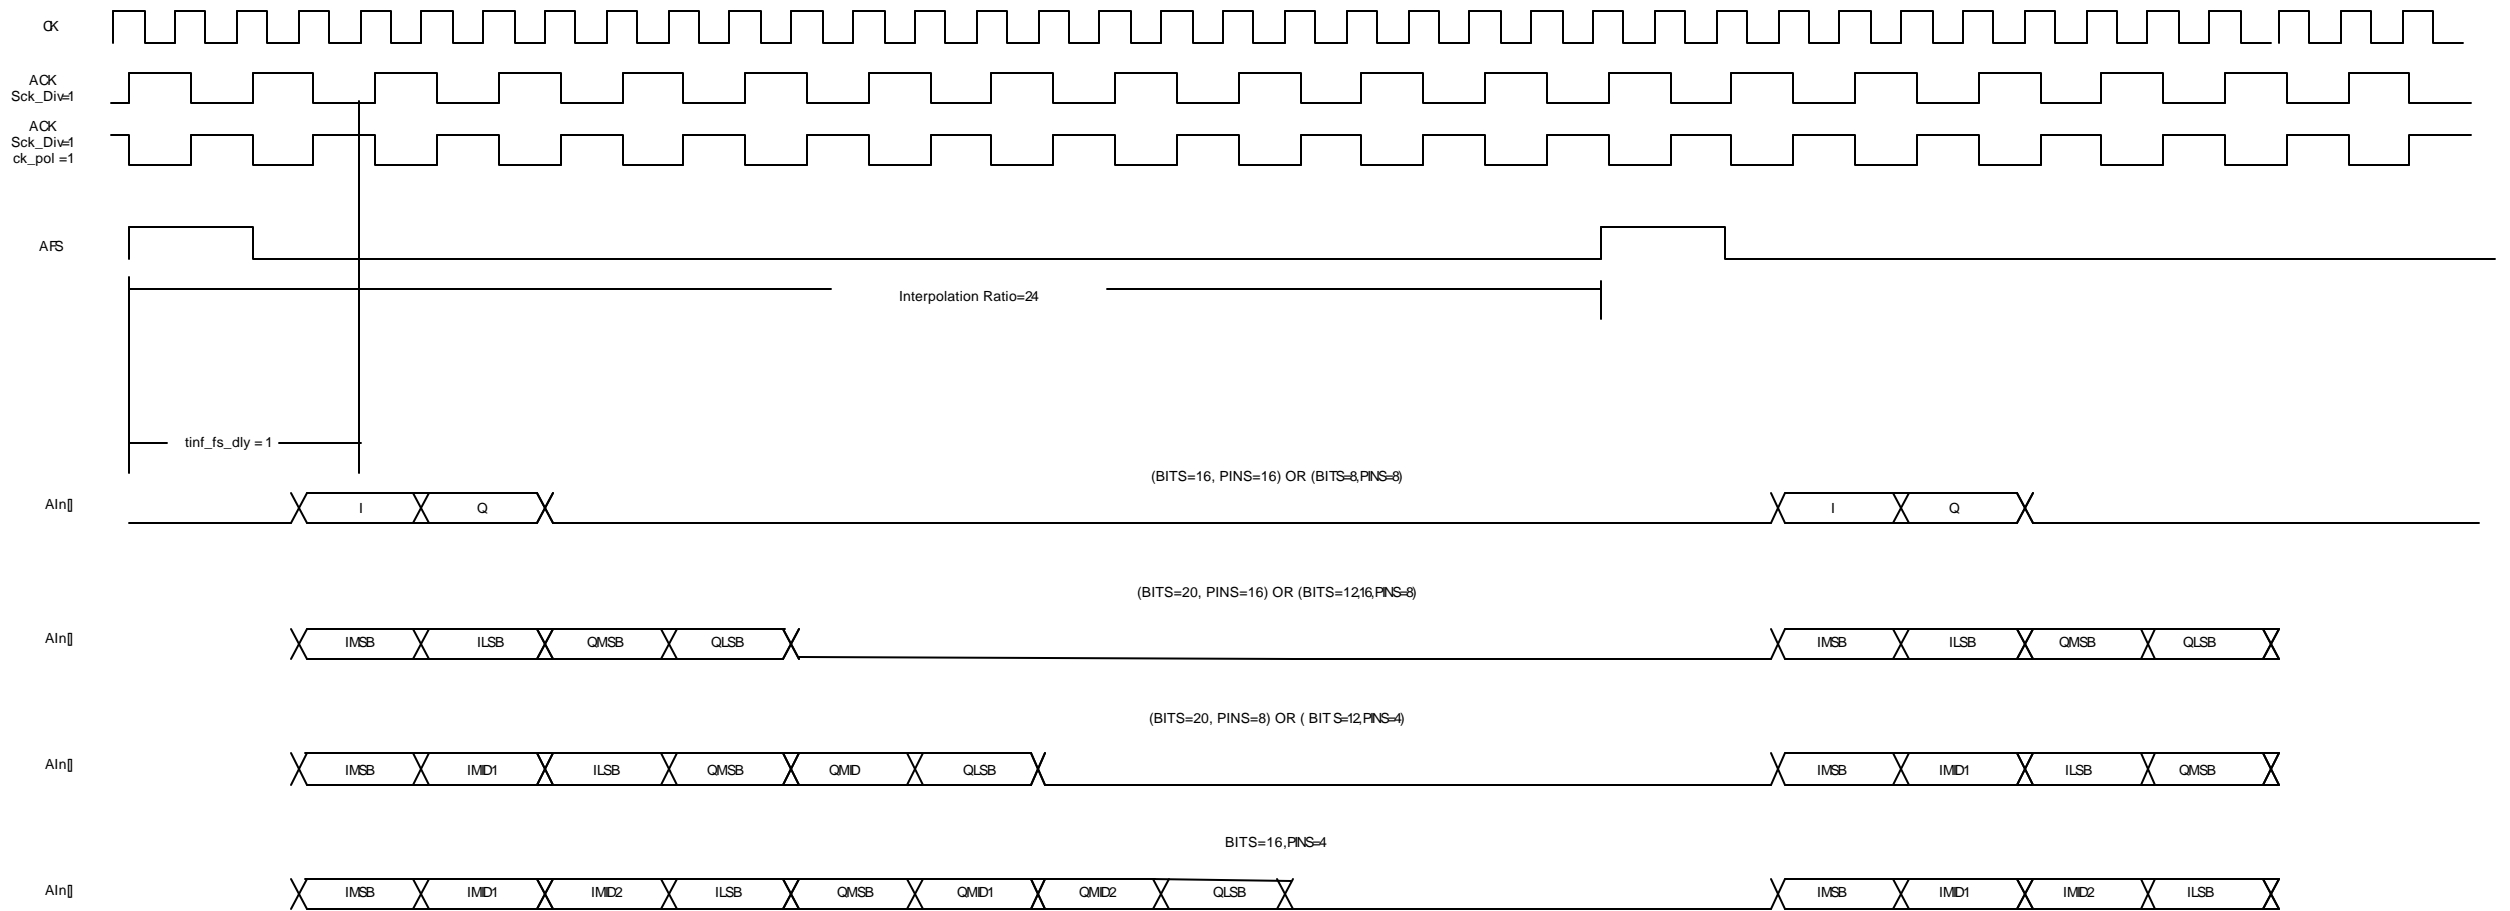 CK
ACK
Sck_Div=1
ACK
Sck_Div=1
ck_pol =1
AFS
Interpolation Ratio=24
tinf_fs_dly = 1
(BITS=16, PINS=16) OR (BITS=8,PINS=8)
AIn[]
I Q I Q
(BITS=20, PINS=16) OR (BITS=12,16,PINS=8)
AIn[]
IMSB ILSB QMSB QLSB IMSB ILSB QMSB QLSB
(BITS=20, PINS=8) OR ( BITS=12,PINS=4)
AIn[]
IMSB IMID1 ILSB QMSB QMID QLSB IMSB IMID1 ILSB QMSB
BITS=16,PINS=4
AIn[]
IMSB IMID1 IMID2 ILSB QMSB QMID1 QMID2 QLSB IMSB IMID1 IMID2 ILSB